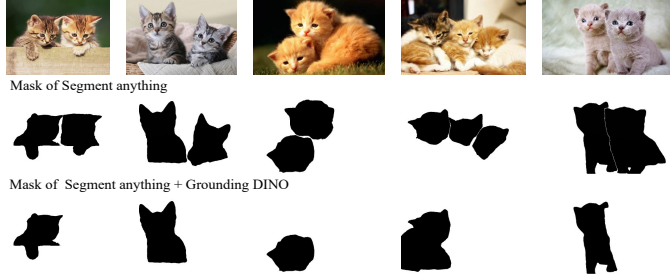 Mask of Segment anything
Mask of  Segment anything + Grounding DINO